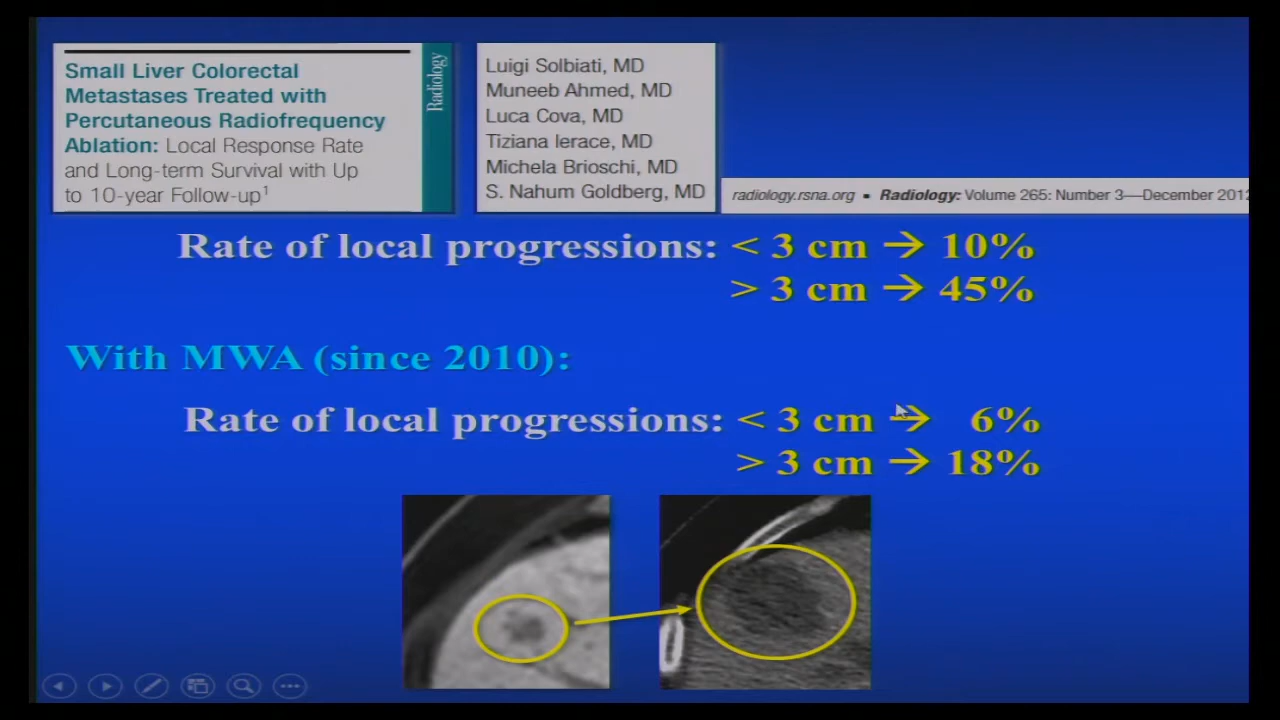 Small Liver Colorectal
Metastases Treated with
Percutaneous Radiofrequency
Ablation: Local Response Rate
and Long-term Survival with Up
to 10-year Follow-up¹
Radiology
Luigi Solbiati, MD
Muneeb Ahmed, MD
Luca Cova, MD
Tiziana Ierace, MD
Michela Brioschi, MD
S. Nahum Goldberg, MD
radiology.rsna.org ▪ Radiology: Volume 265: Number 3—December 2012
Rate of local progressions: < 3 cm → 10%
> 3 cm → 45%
With MWA (since 2010):
Rate of local progressions: < 3 cm → 6%
> 3 cm → 18%